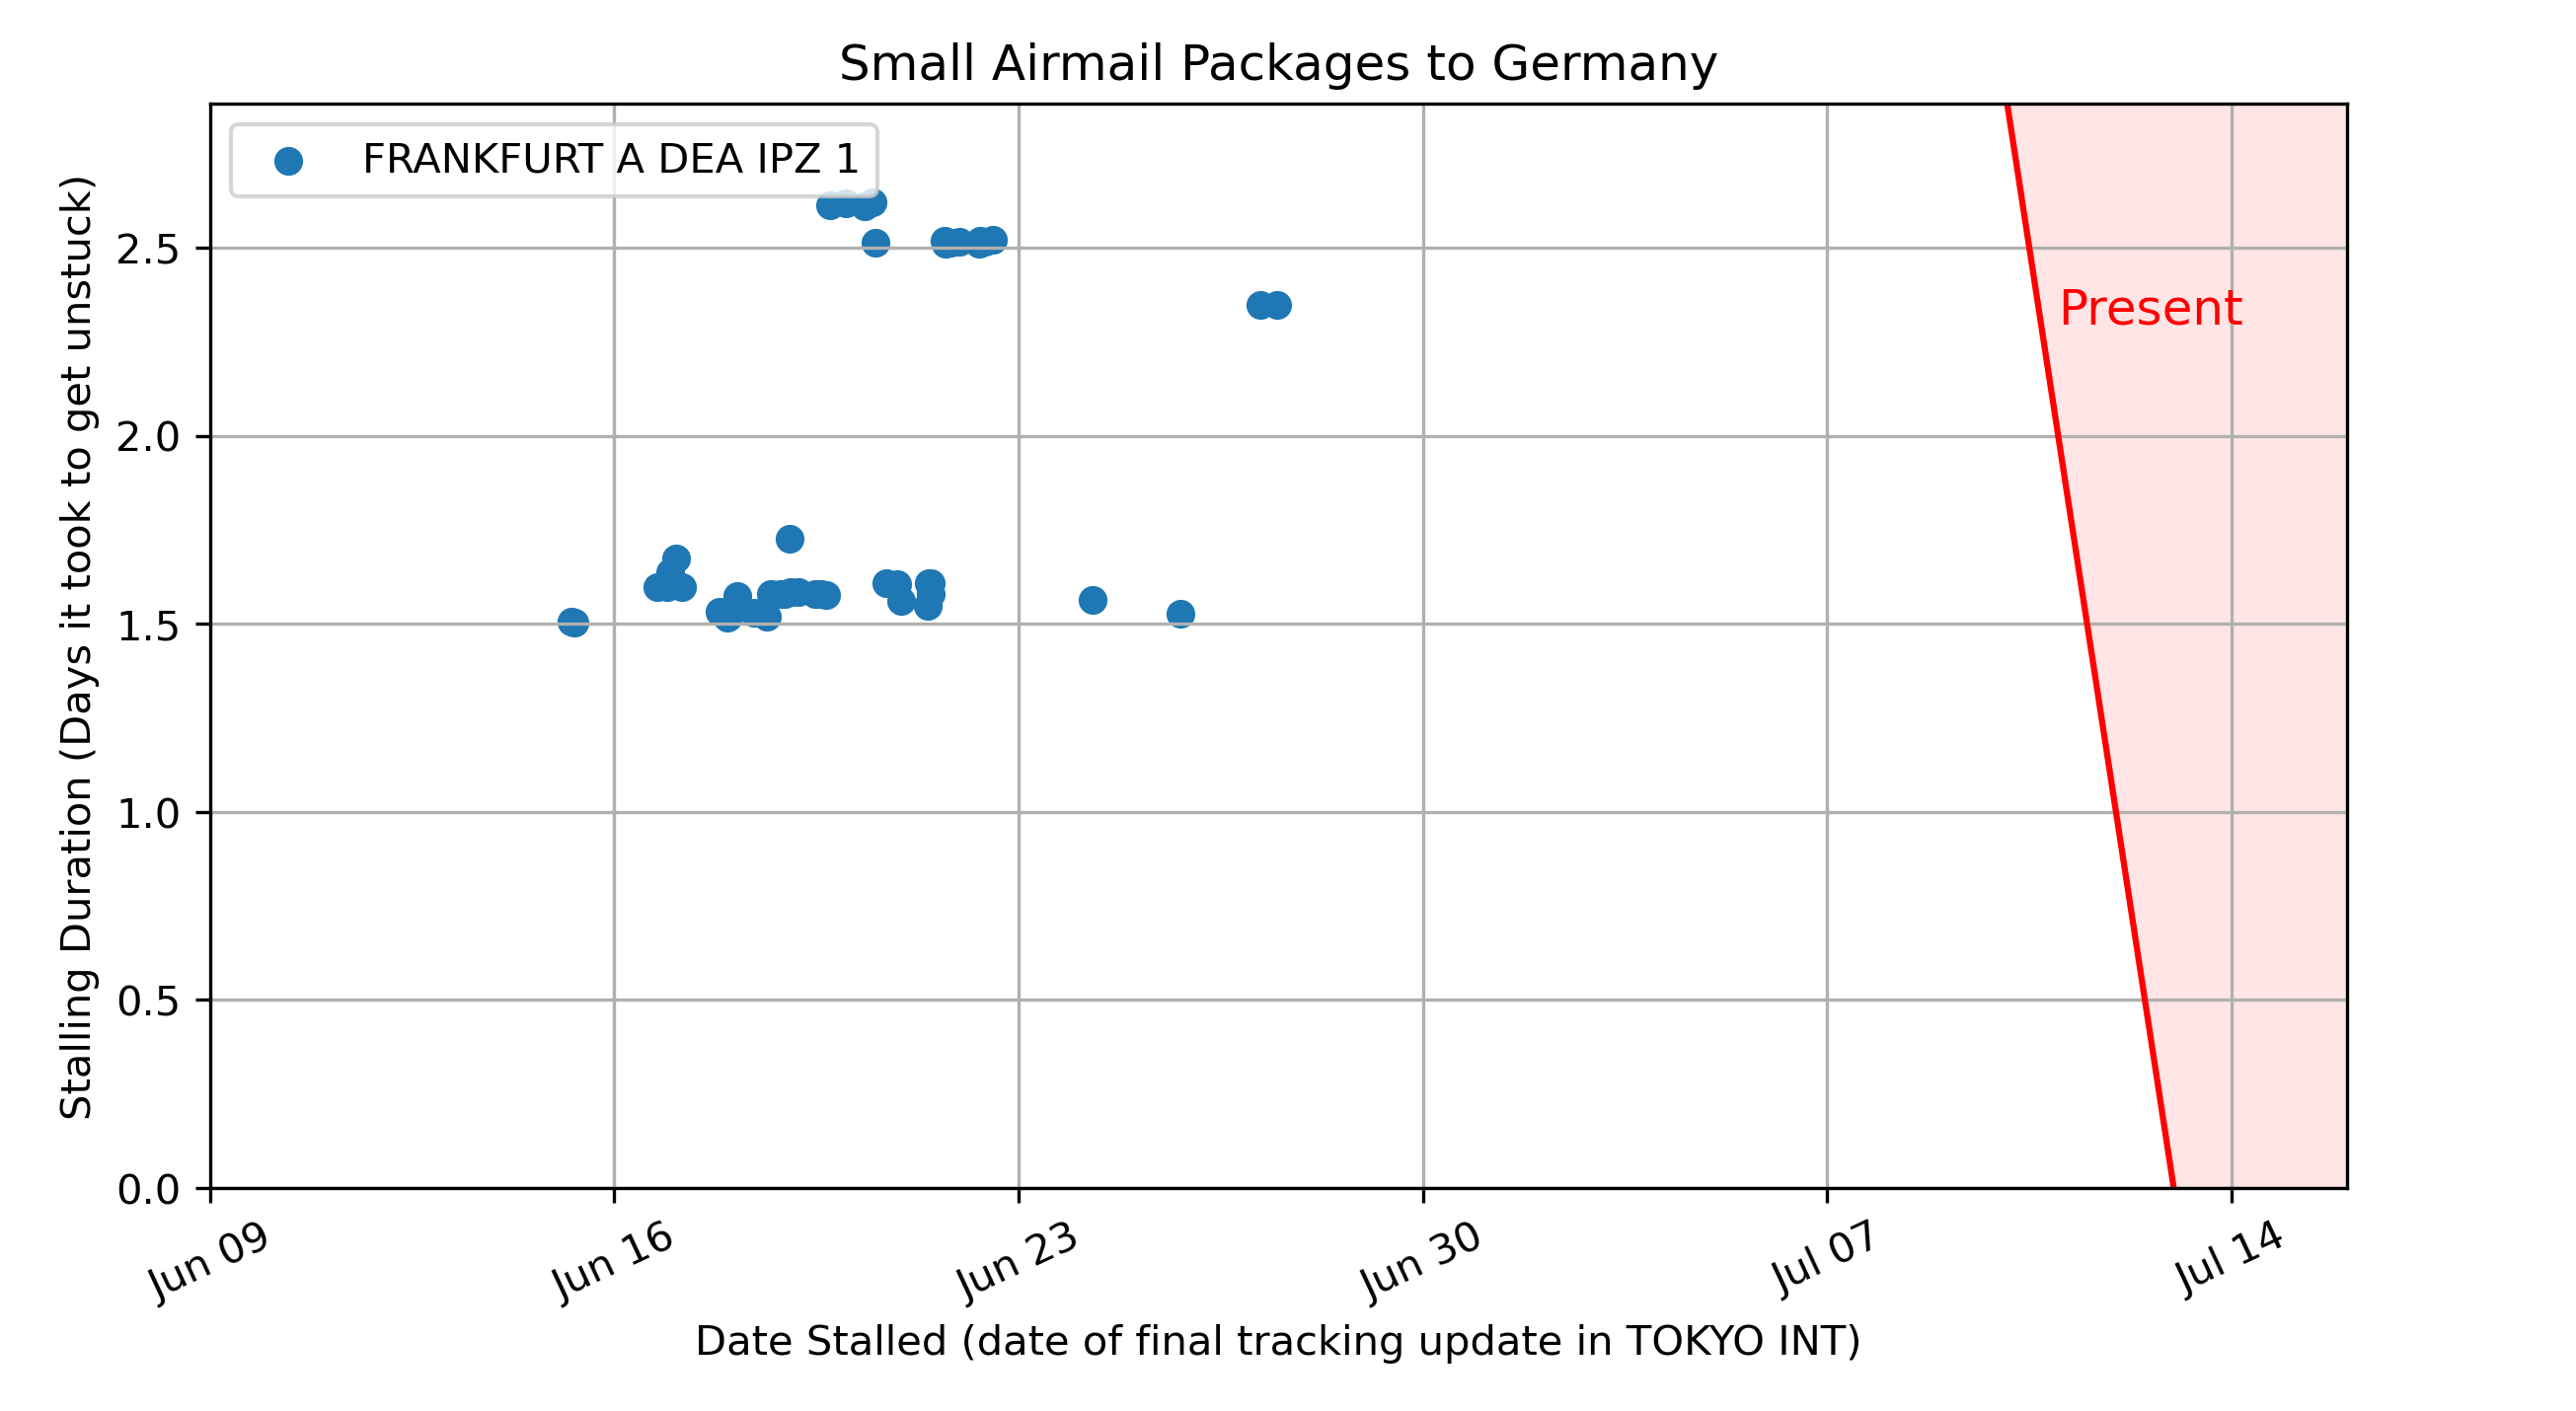 Small Airmail Packages to Germany
FRANKFURT A DEA IPZ 1
Present
Stalling Duration (Days it took to get unstuck)
2.5
2.0
1.5
1.0
0.5
0.0
Jun 09
Jun 16
Jun 23
Jun 30
Jul 07
Jul 14
Date Stalled (date of final tracking update in TOKYO INT)